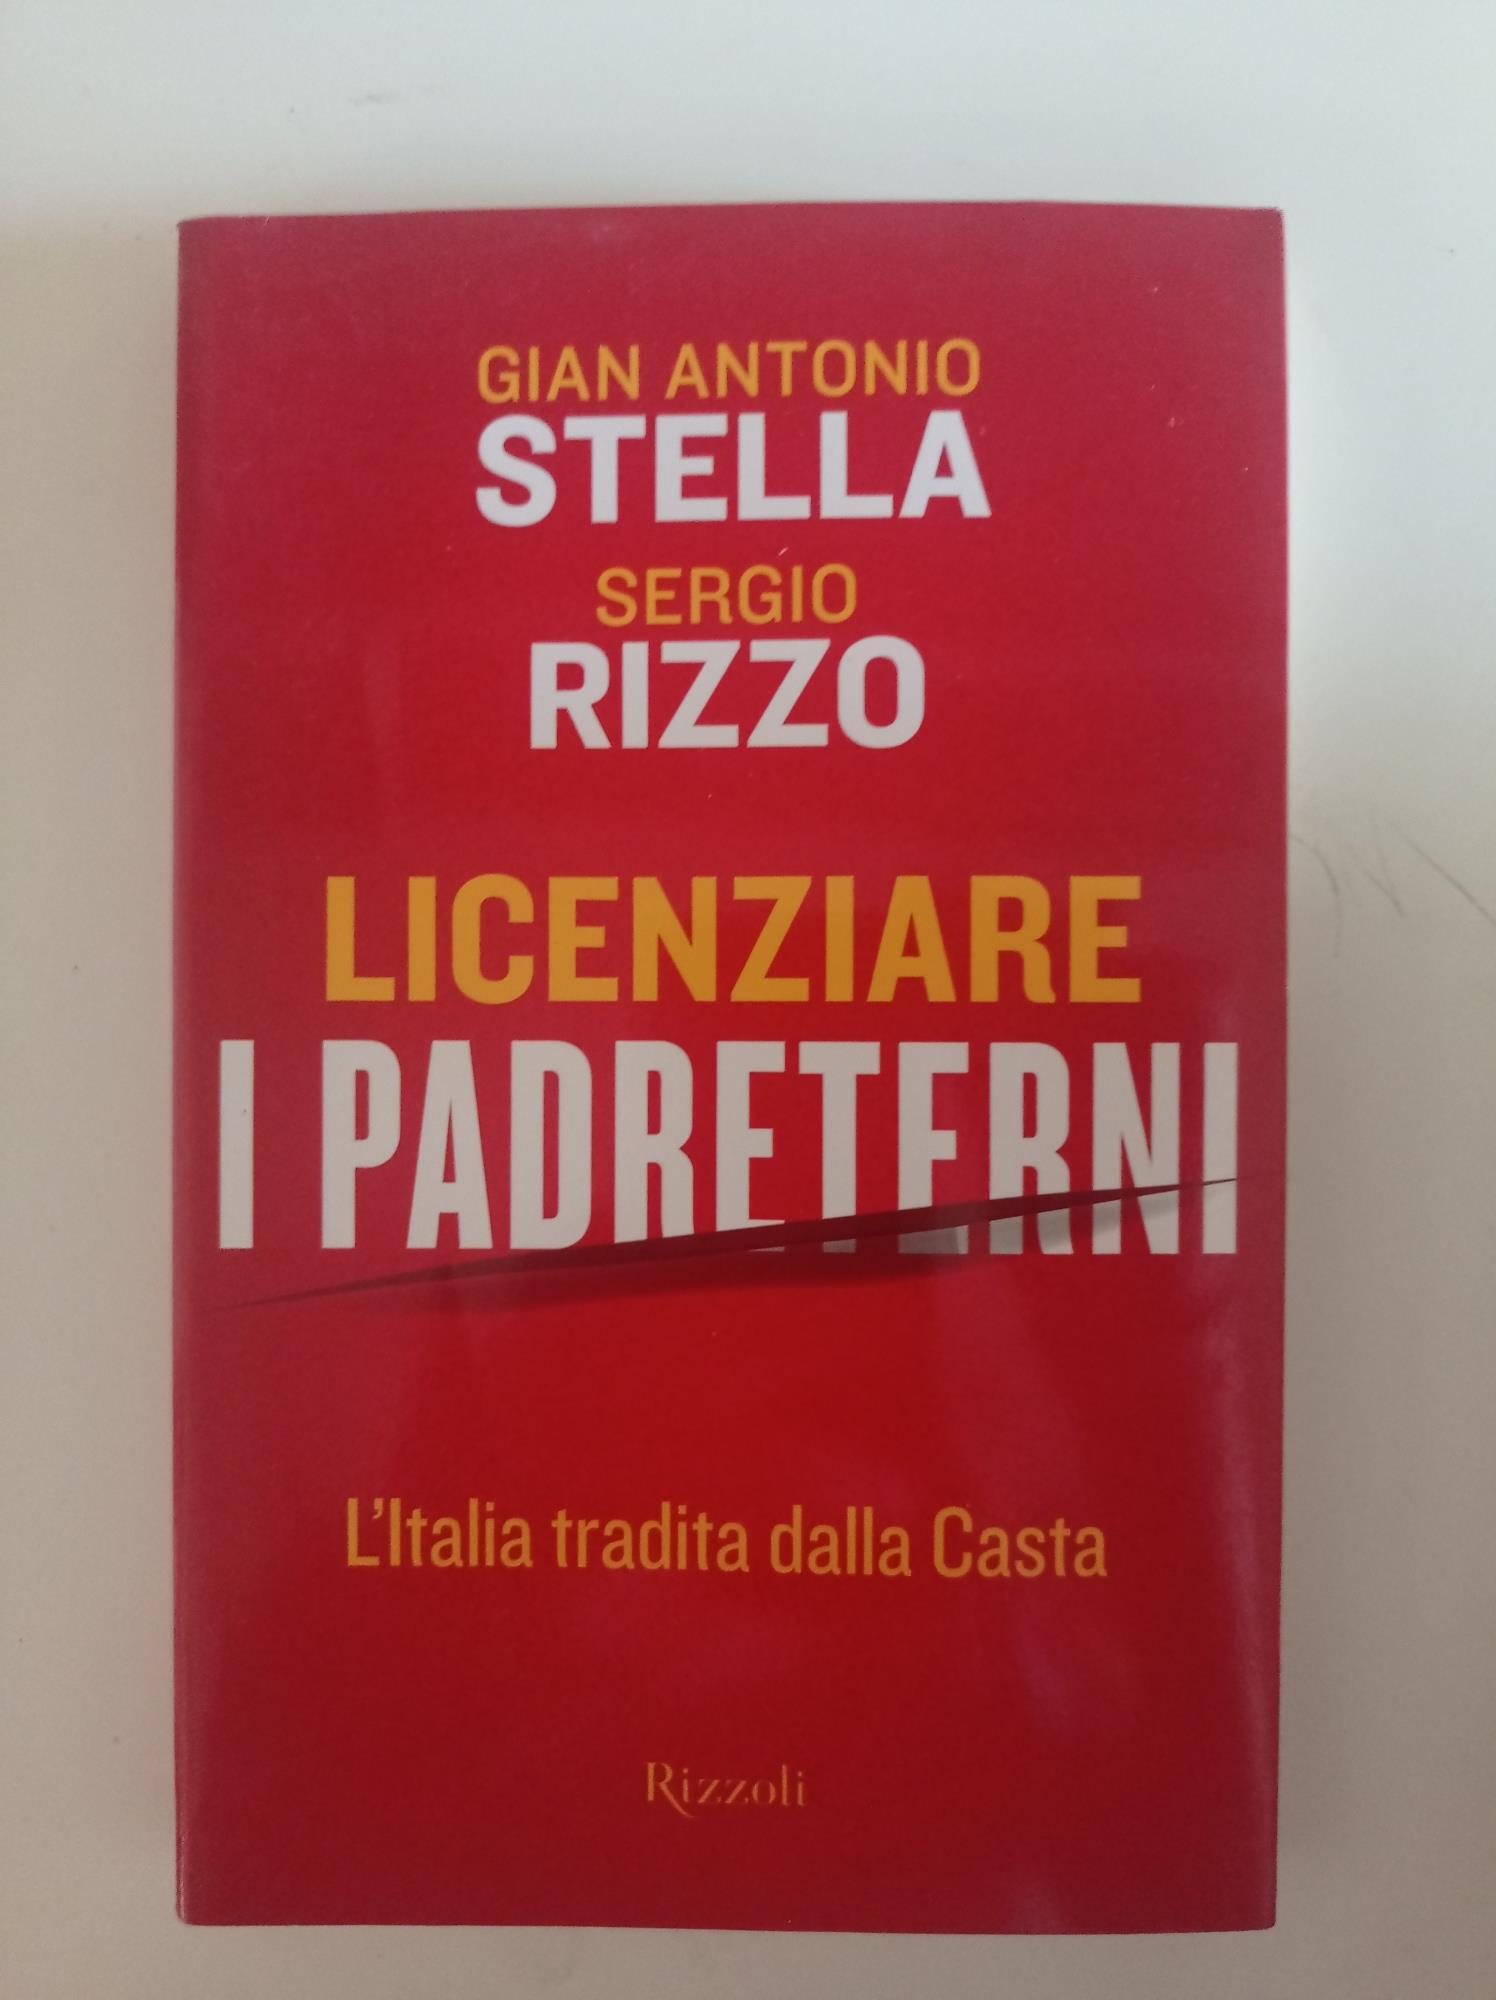 GIAN ANTONIO
STELLA
SERGIO
RIZZO
LICENZIARE
I PADRETERNI
L'Italia tradita dalla Casta
Rizzoli